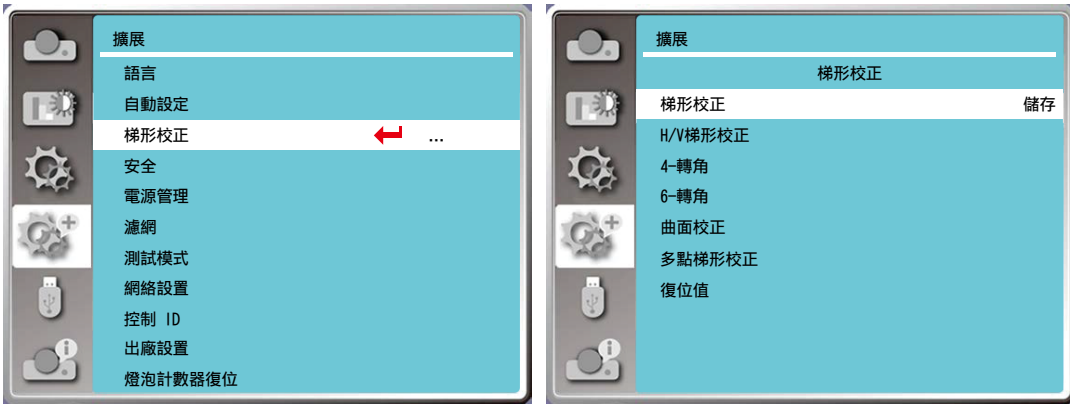 擴展
語言
自動設定
梯形校正 ...
安全
電源管理
濾網
測試模式
網絡設置
控制 ID
出廠設置
燈泡計數器復位
擴展
梯形校正
梯形校正 儲存
H/V梯形校正
4-轉角
6-轉角
曲面校正
多點梯形校正
復位值